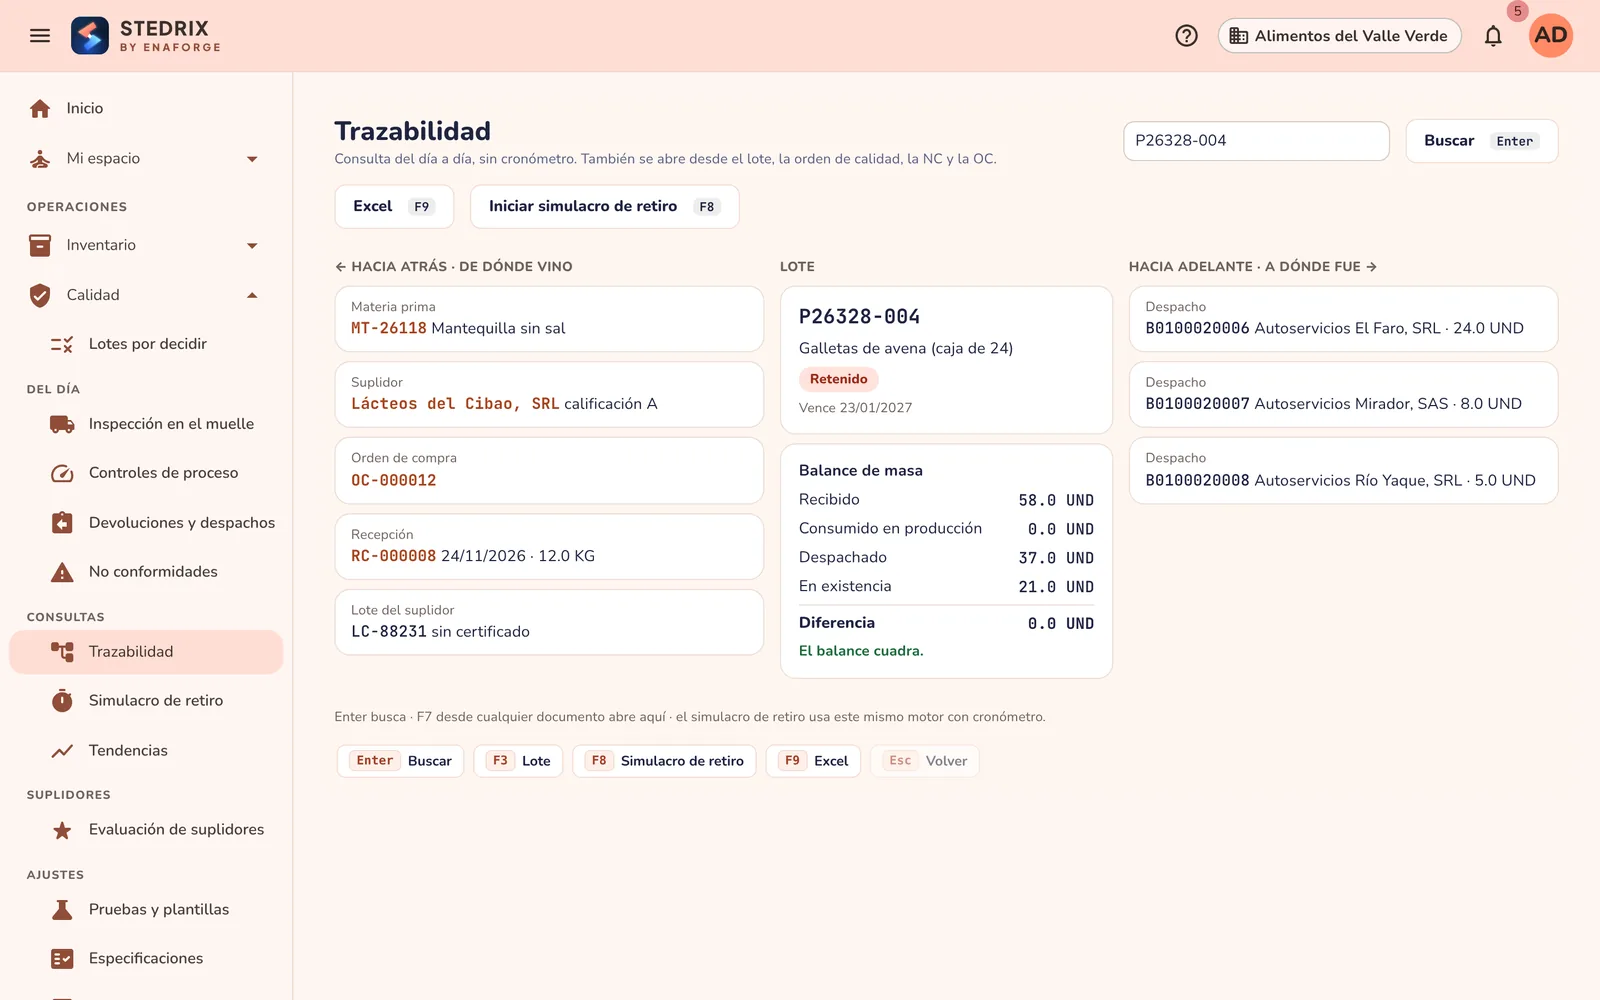 STEDRIX
BY ENAFORGE
Alimentos del Valle Verde
5
AD
Inicio
Mi espacio
OPERACIONES
Inventario
Calidad
Lotes por decidir
DEL DÍA
Inspección en el muelle
Controles de proceso
Devoluciones y despachos
No conformidades
CONSULTAS
Trazabilidad
Simulacro de retiro
Tendencias
SUPLIDORES
Evaluación de suplidores
AJUSTES
Pruebas y plantillas
Especificaciones
Trazabilidad
Consulta del día a día, sin cronómetro. También se abre desde el lote, la orden de calidad, la NC y la OC.
P26328-004
Buscar Enter
Excel F9
Iniciar simulacro de retiro F8
← HACIA ATRÁS · DE DÓNDE VINO
Materia prima
MT-26118 Mantequilla sin sal
Suplidor
Lácteos del Cibao, SRL calificación A
Orden de compra
OC-000012
Recepción
RC-000008 24/11/2026 · 12.0 KG
Lote del suplidor
LC-88231 sin certificado
LOTE
P26328-004
Galletas de avena (caja de 24)
Retenido
Vence 23/01/2027
Balance de masa
Recibido 58.0 UND
Consumido en producción 0.0 UND
Despachado 37.0 UND
En existencia 21.0 UND
Diferencia 0.0 UND
El balance cuadra.
HACIA ADELANTE · A DÓNDE FUE →
Despacho
B0100020006 Autoservicios El Faro, SRL · 24.0 UND
Despacho
B0100020007 Autoservicios Mirador, SAS · 8.0 UND
Despacho
B0100020008 Autoservicios Río Yaque, SRL · 5.0 UND
Enter busca · F7 desde cualquier documento abre aquí · el simulacro de retiro usa este mismo motor con cronómetro.
Enter Buscar
F3 Lote
F8 Simulacro de retiro
F9 Excel
Esc Volver